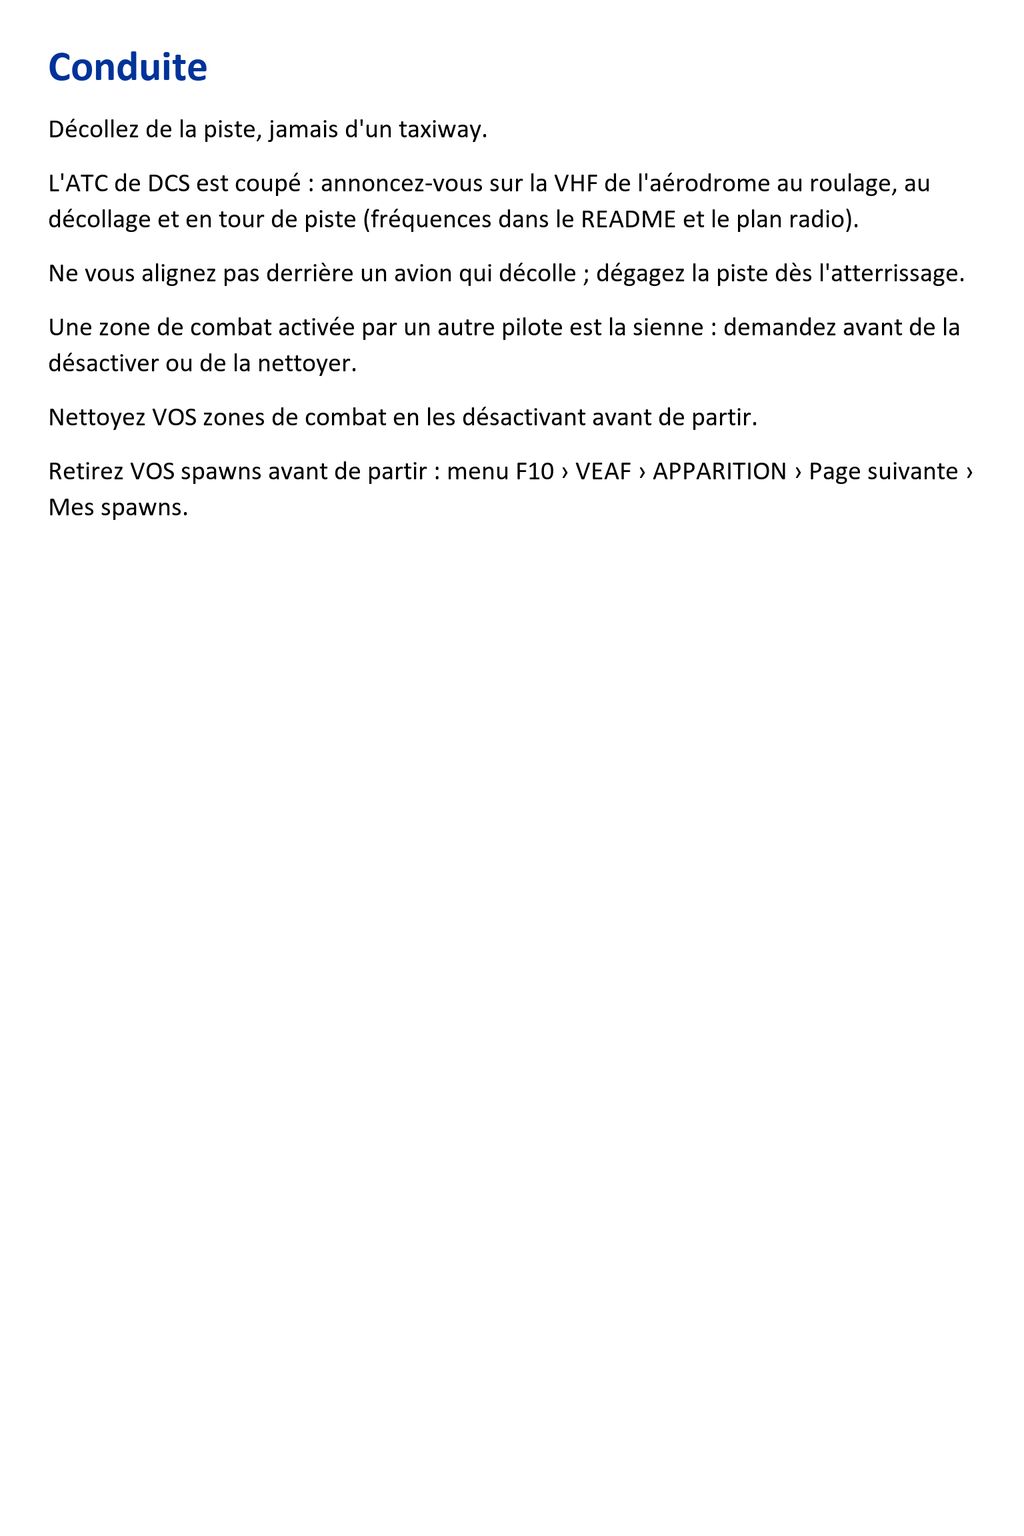 Conduite
Décollez de la piste, jamais d'un taxiway.
L'ATC de DCS est coupé : annoncez-vous sur la VHF de l'aérodrome au roulage, au
décollage et en tour de piste (fréquences dans le README et le plan radio).
Ne vous alignez pas derrière un avion qui décolle ; dégagez la piste dès l'atterrissage.
Une zone de combat activée par un autre pilote est la sienne : demandez avant de la
désactiver ou de la nettoyer.
Nettoyez VOS zones de combat en les désactivant avant de partir.
Retirez VOS spawns avant de partir : menu F10 › VEAF › APPARITION › Page suivante ›
Mes spawns.